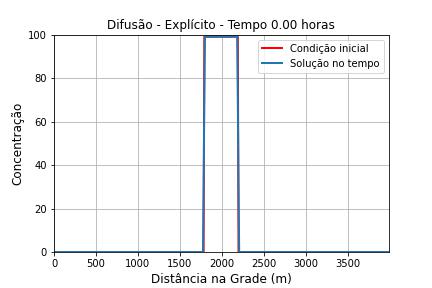 Difusão - Explícito - Tempo 0.00 horas
Condição inicial
Solução no tempo
Concentração
100
80
60
40
20
0
0 500 1000 1500 2000 2500 3000 3500
Distância na Grade (m)